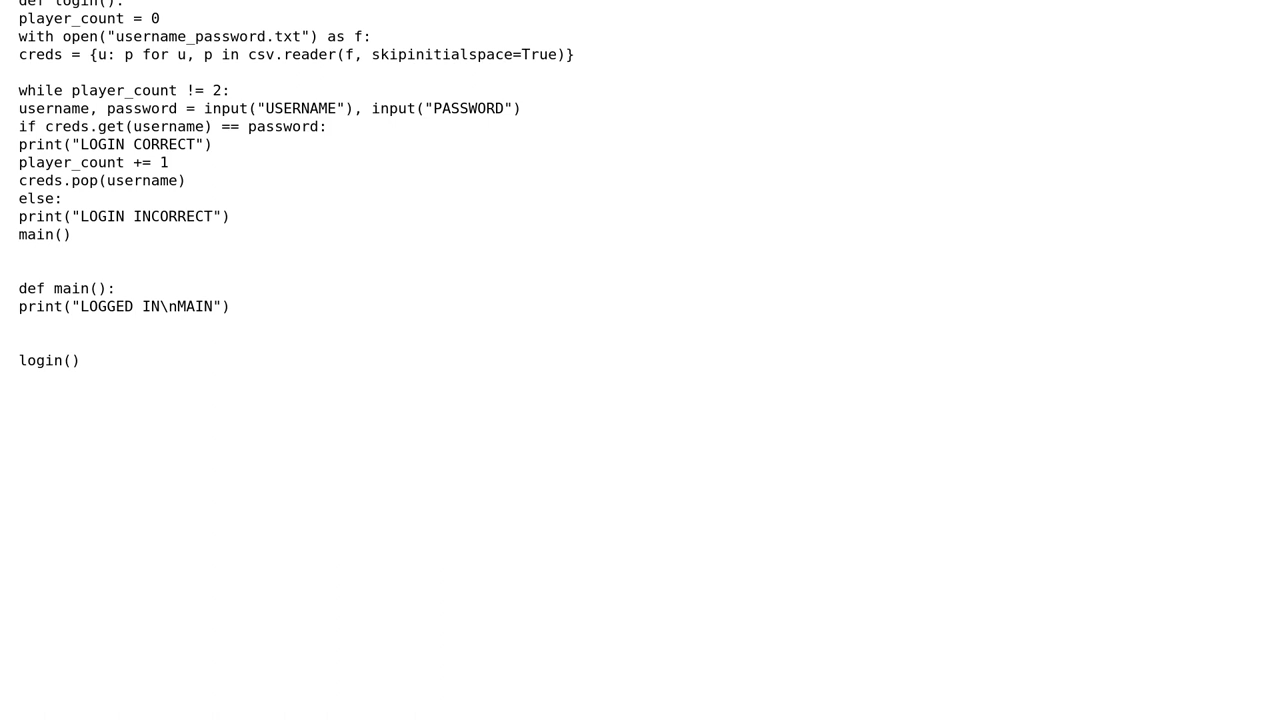 def login():
player_count = 0
with open("username_password.txt") as f:
creds = {u: p for u, p in csv.reader(f, skipinitialspace=True)}
while player_count != 2:
username, password = input("USERNAME"), input("PASSWORD")
if creds.get(username) == password:
print("LOGIN CORRECT")
player_count += 1
creds.pop(username)
else:
print("LOGIN INCORRECT")
main()
def main():
print("LOGGED IN\nMAIN")
login()